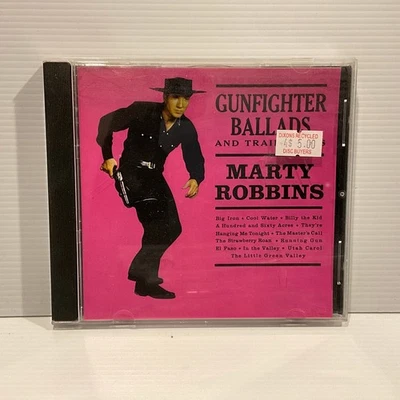 GUNFIGHTER
BALLADS
AND TRAIL
MARTY
ROBBINS
DIXONS RECYCLED
A$ 5.00
DISC BUYERS
Big Iron • Cool Water • Billy the Kid
A Hundred and Sixty Acres • They're
Hanging Me Tonight • The Master's Call
The Strawberry Roan • Running Gun
El Paso • In the Valley • Utah Carol
The Little Green Valley